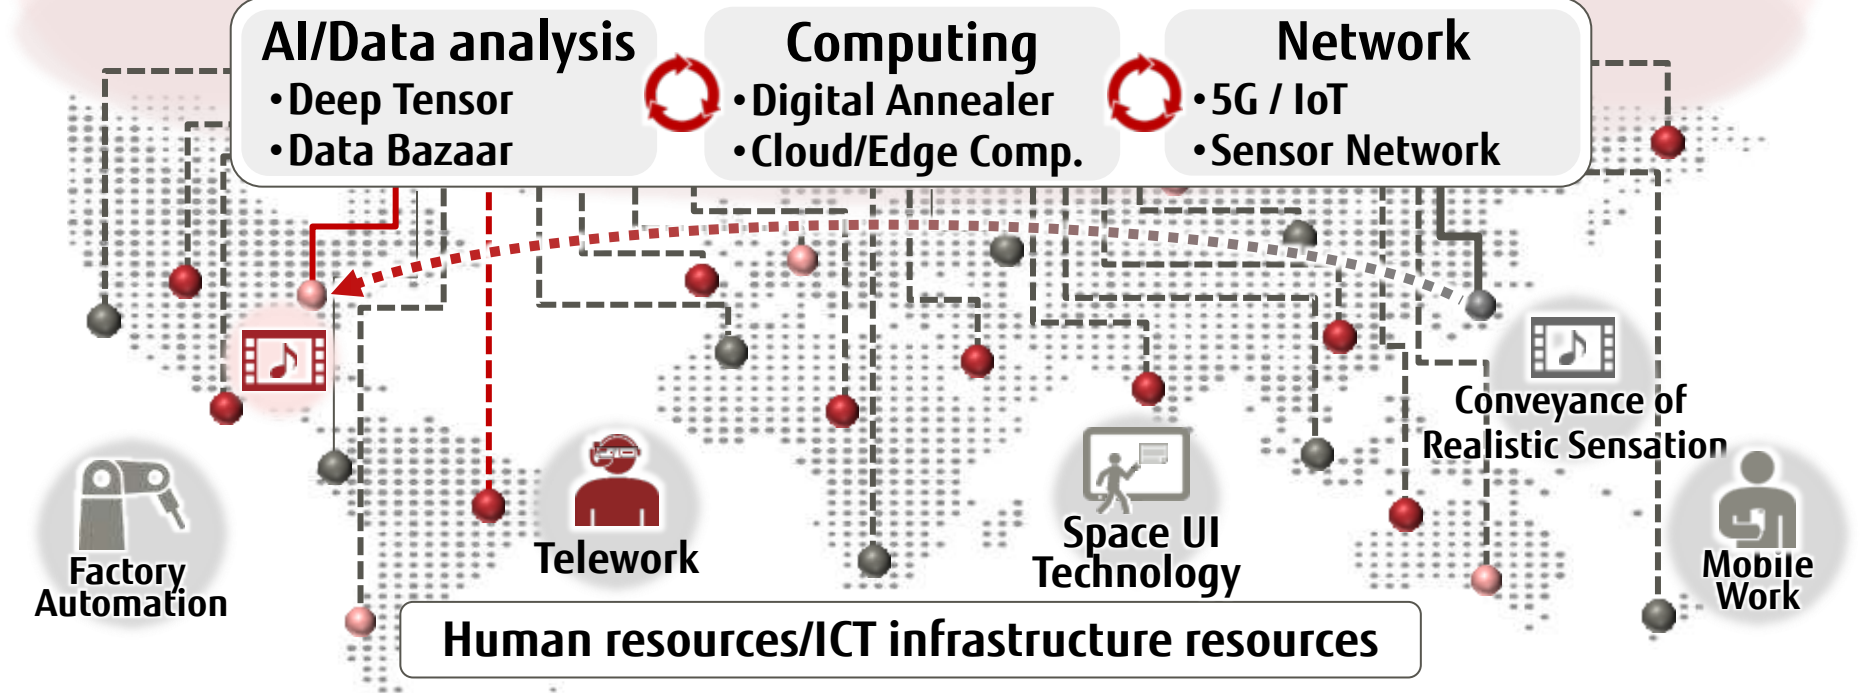 AI/Data analysis
•Deep Tensor
•Data Bazaar
Computing
•Digital Annealer
•Cloud/Edge Comp.
Network
•5G / IoT
•Sensor Network
Conveyance of
Realistic Sensation
Factory
Automation
Telework
Space UI
Technology
Mobile
Work
Human resources/ICT infrastructure resources